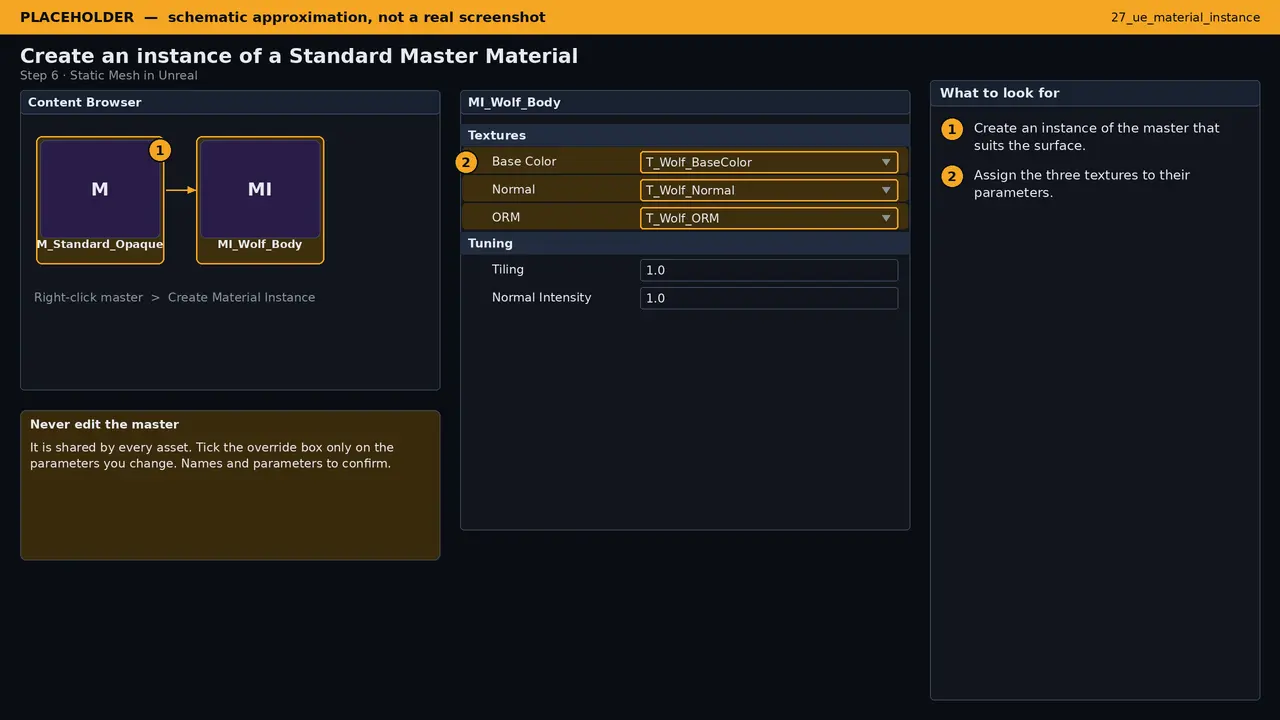 PLACEHOLDER — schematic approximation, not a real screenshot
27_ue_material_instance
Create an instance of a Standard Master Material
Step 6 · Static Mesh in Unreal
Content Browser
1
M
MI
M_Standard_Opaque
MI_Wolf_Body
Right-click master > Create Material Instance
Never edit the master
It is shared by every asset. Tick the override box only on the
parameters you change. Names and parameters to confirm.
MI_Wolf_Body
Textures
2 Base Color T_Wolf_BaseColor
Normal T_Wolf_Normal
ORM T_Wolf_ORM
Tuning
Tiling 1.0
Normal Intensity 1.0
What to look for
1 Create an instance of the master that
suits the surface.
2 Assign the three textures to their
parameters.